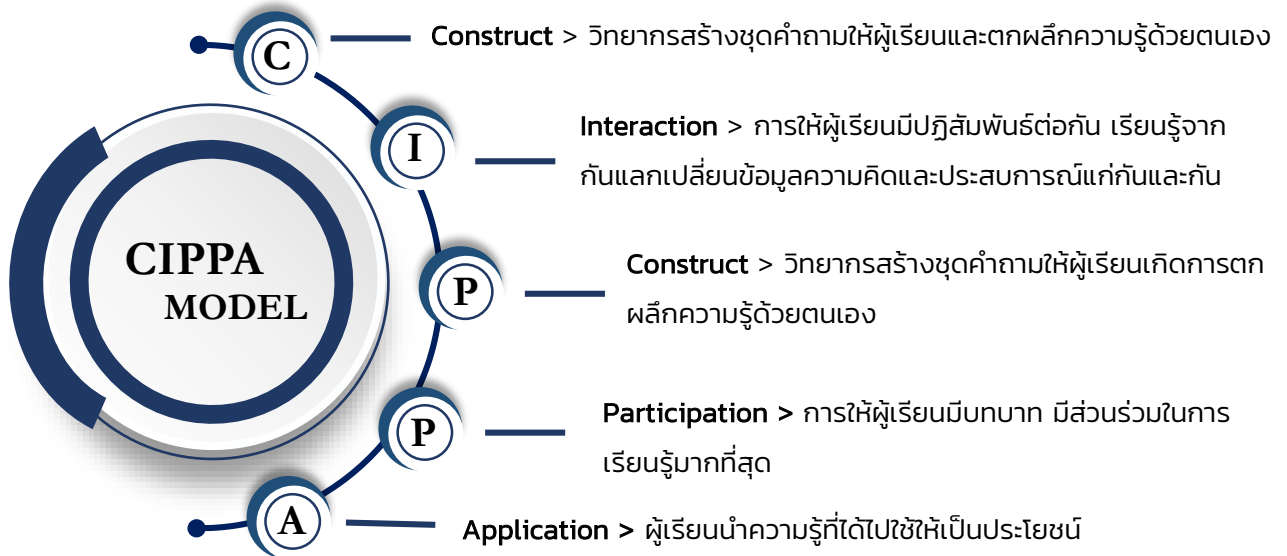 C
Construct > วิทยากรสร้างชุดคำถามให้ผู้เรียนและตกผลึกความรู้ด้วยตนเอง
I
Interaction > การให้ผู้เรียนมีปฏิสัมพันธ์ต่อกัน เรียนรู้จาก
กันแลกเปลี่ยนข้อมูลความคิดและประสบการณ์แก่กันและกัน
CIPPA
MODEL
P
Construct > วิทยากรสร้างชุดคำถามให้ผู้เรียนเกิดการตก
ผลึกความรู้ด้วยตนเอง
P
Participation > การให้ผู้เรียนมีบทบาท มีส่วนร่วมในการ
เรียนรู้มากที่สุด
A
Application > ผู้เรียนนำความรู้ที่ได้ไปใช้ให้เป็นประโยชน์